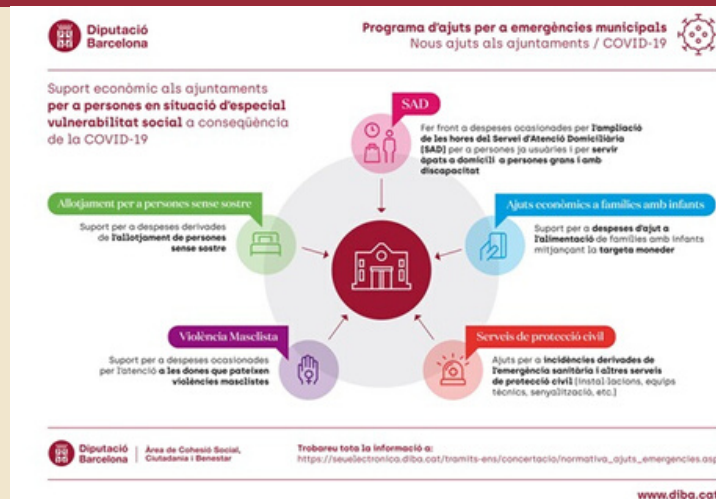 Diputació
Barcelona
Programa d'ajuts per a emergències municipals
Nous ajuts als ajuntaments / COVID-19
Suport econòmic als ajuntaments
per a persones en situació d'especial
vulnerabilitat social a conseqüència
de la COVID-19
SAD
Fer front a despeses ocasionades per l'ampliació
de les hores del Servei d'Atenció Domiciliària
(SAD) per a persones ja usuàries i per servir
àpats a domicili a persones grans i amb
discapacitat
Allotjament per a persones sense sostre
Suport per a despeses derivades
de l'allotjament de persones
sense sostre
Ajuts econòmics a famílies amb infants
Suport per a despeses d'ajut a
l'alimentació de famílies amb infants
mitjançant la targeta moneder
Violència Masclista
Suport per a despeses ocasionades
per l'atenció a les dones que pateixen
violències masclistes
Serveis de protecció civil
Ajuts per a incidències derivades de
l'emergència sanitària i altres serveis
de protecció civil (instal·lacions, equips
tècnics, senyalització, etc.)
Diputació
Barcelona
Àrea de Cohesió Social,
Ciutadania i Benestar
Trobareu tota la informació a:
https://seuelectronica.diba.cat/tramits-ens/concertacio/normativa_ajuts_emergencies.asp
www.diba.cat